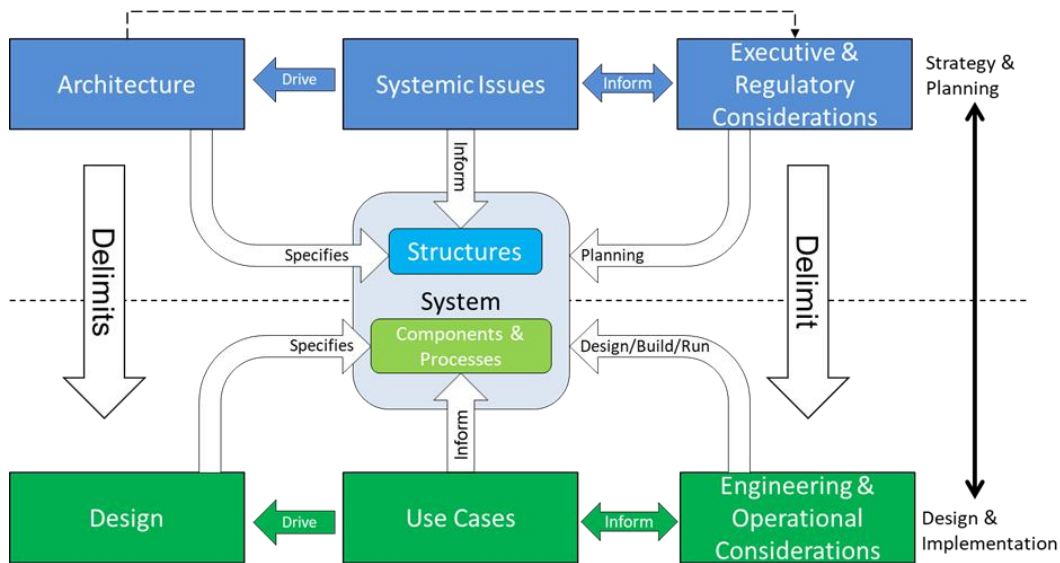 Architecture
Drive
Systemic Issues
Inform
Executive &
Regulatory
Considerations
Strategy &
Planning
Inform
Delimits
Specifies
Structures
Planning
Delimit
System
Specifies
Components &
Processes
Design/Build/Run
Inform
Design
Drive
Use Cases
Inform
Engineering &
Operational
Considerations
Design &
Implementation